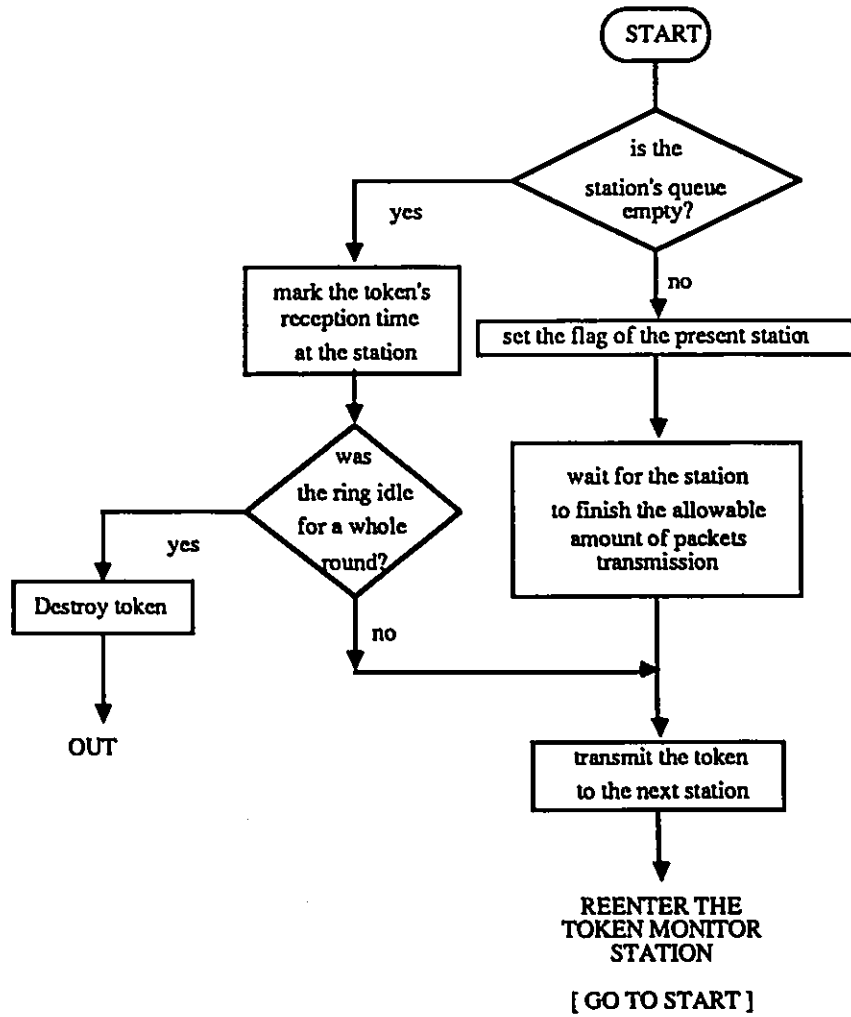 START
is the
station's queue
empty?
yes
no
mark the token's
reception time
at the station
set the flag of the present station
was
the ring idle
for a whole
round?
wait for the station
to finish the allowable
amount of packets
transmission
yes
Destroy token
no
OUT
transmit the token
to the next station
REENTER THE
TOKEN MONITOR
STATION
[ GO TO START ]